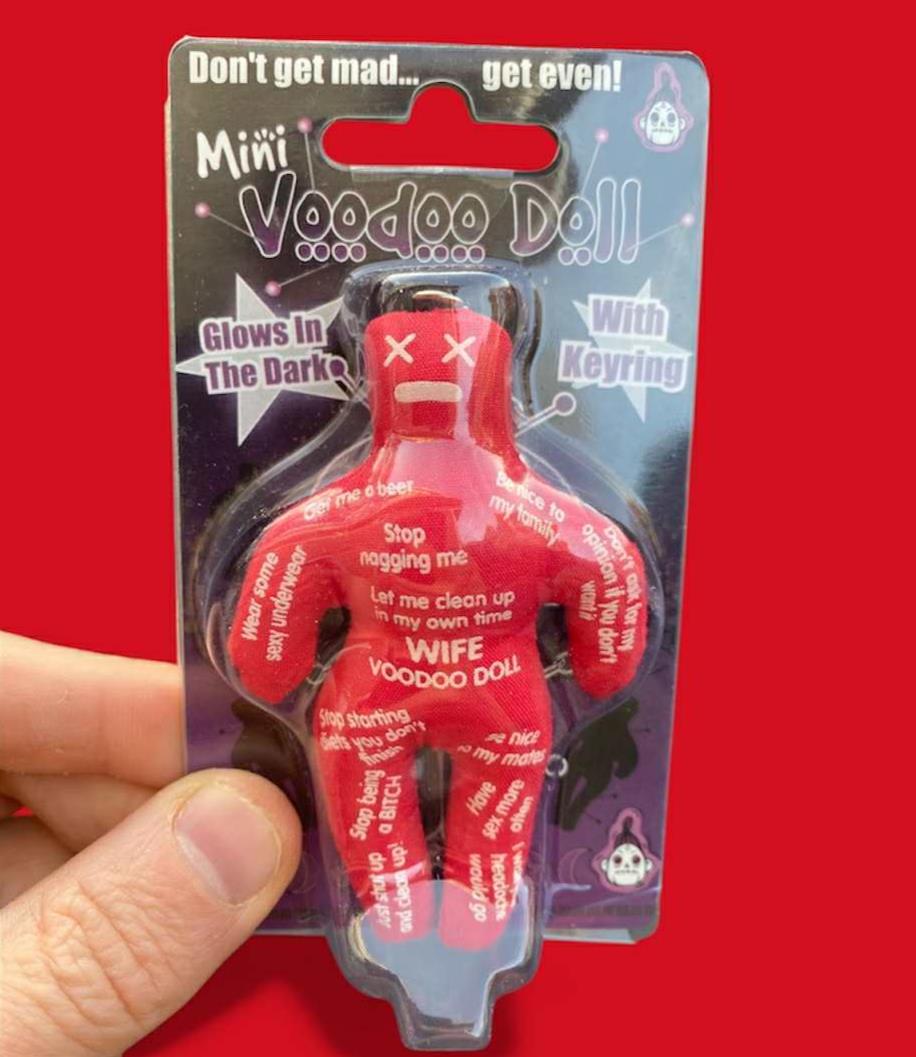 Don't get mad... get even!
Mini
Voodoo Doll
Glows In
The Dark
With
Keyring
Get me a beer
Be nice to
my family
Stop
nagging me
Wear some
sexy underwear
Don't ask for my
opinion if you don't
want it
Let me clean up
in my own time
WIFE
VOODOO DOLL
Stop starting
diets you don't
finish
Be nice
to my mates
Stop being
a BITCH
Have
sex more
often
Just shut up
and clean up!
headache
would go